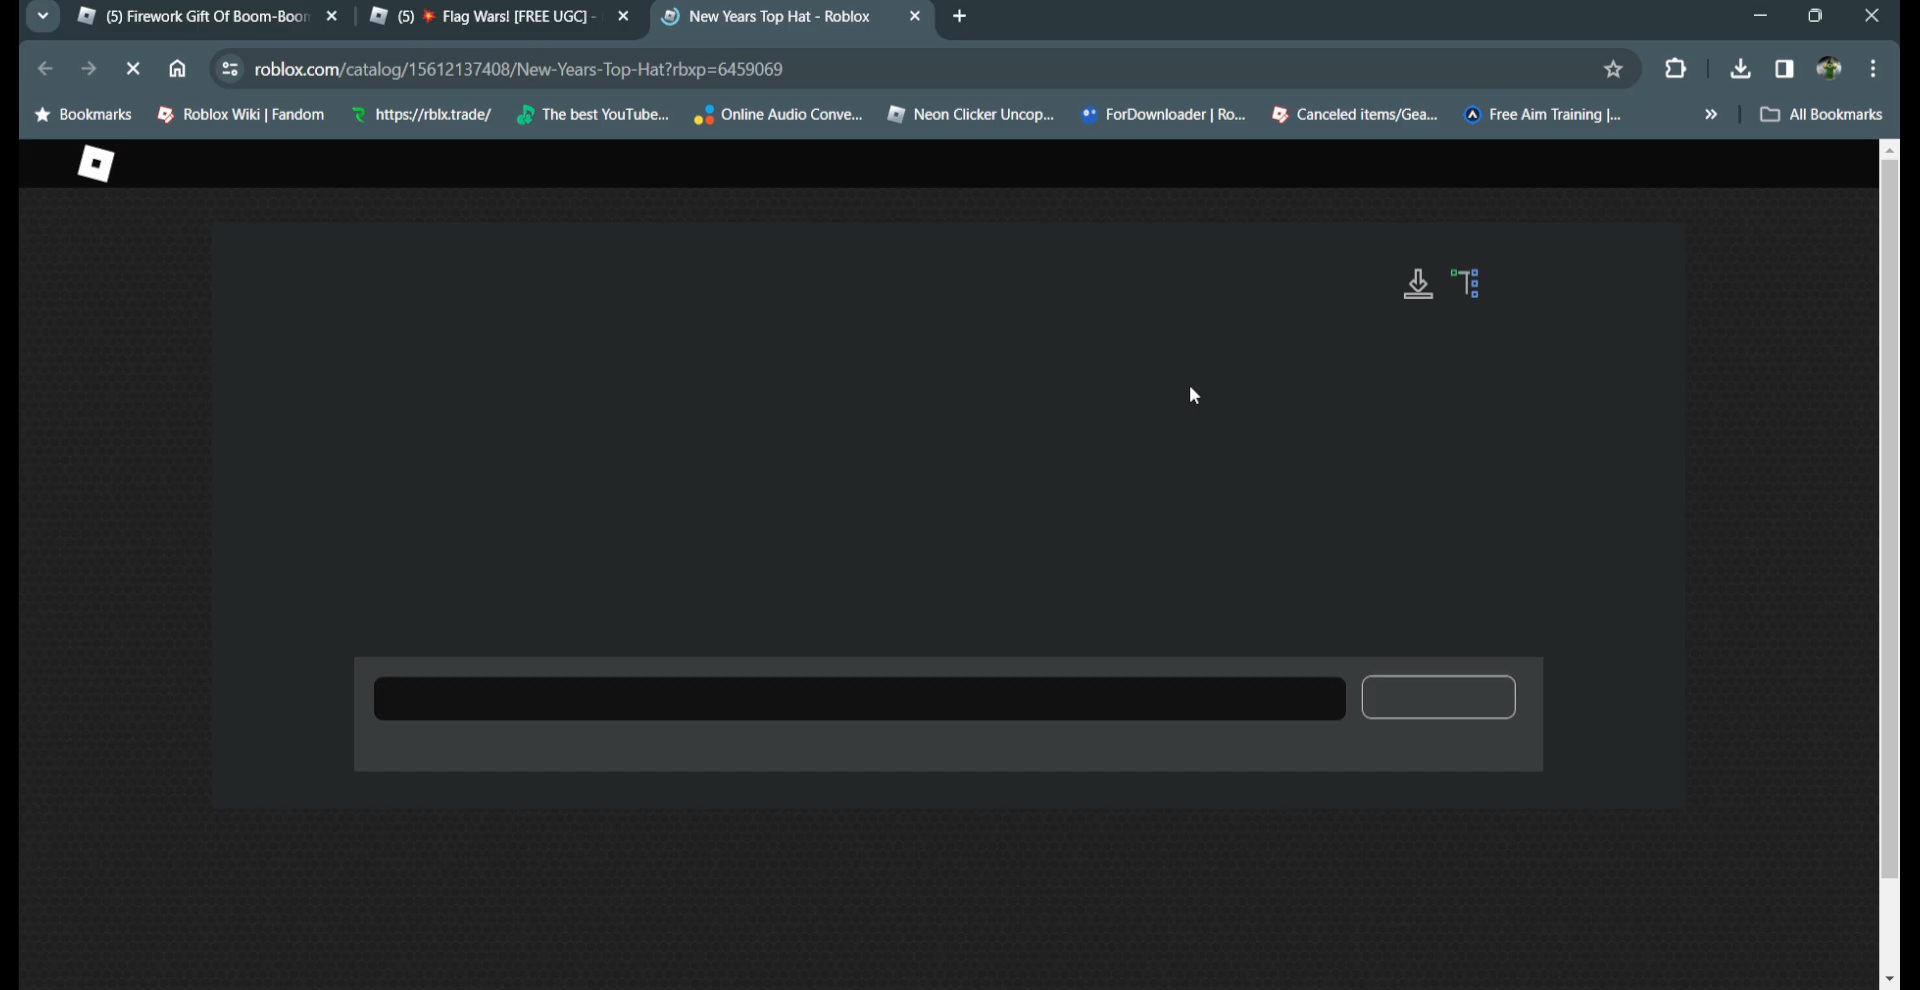 (5) Firework Gift Of Boom-Boon
(5) 💥 Flag Wars! [FREE UGC] -
New Years Top Hat - Roblox
roblox.com/catalog/15612137408/New-Years-Top-Hat?rbxp=6459069
Bookmarks
Roblox Wiki | Fandom
https://rblx.trade/
The best YouTube...
Online Audio Conve...
Neon Clicker Uncop...
ForDownloader | Ro...
Canceled items/Gea...
Free Aim Training |...
All Bookmarks